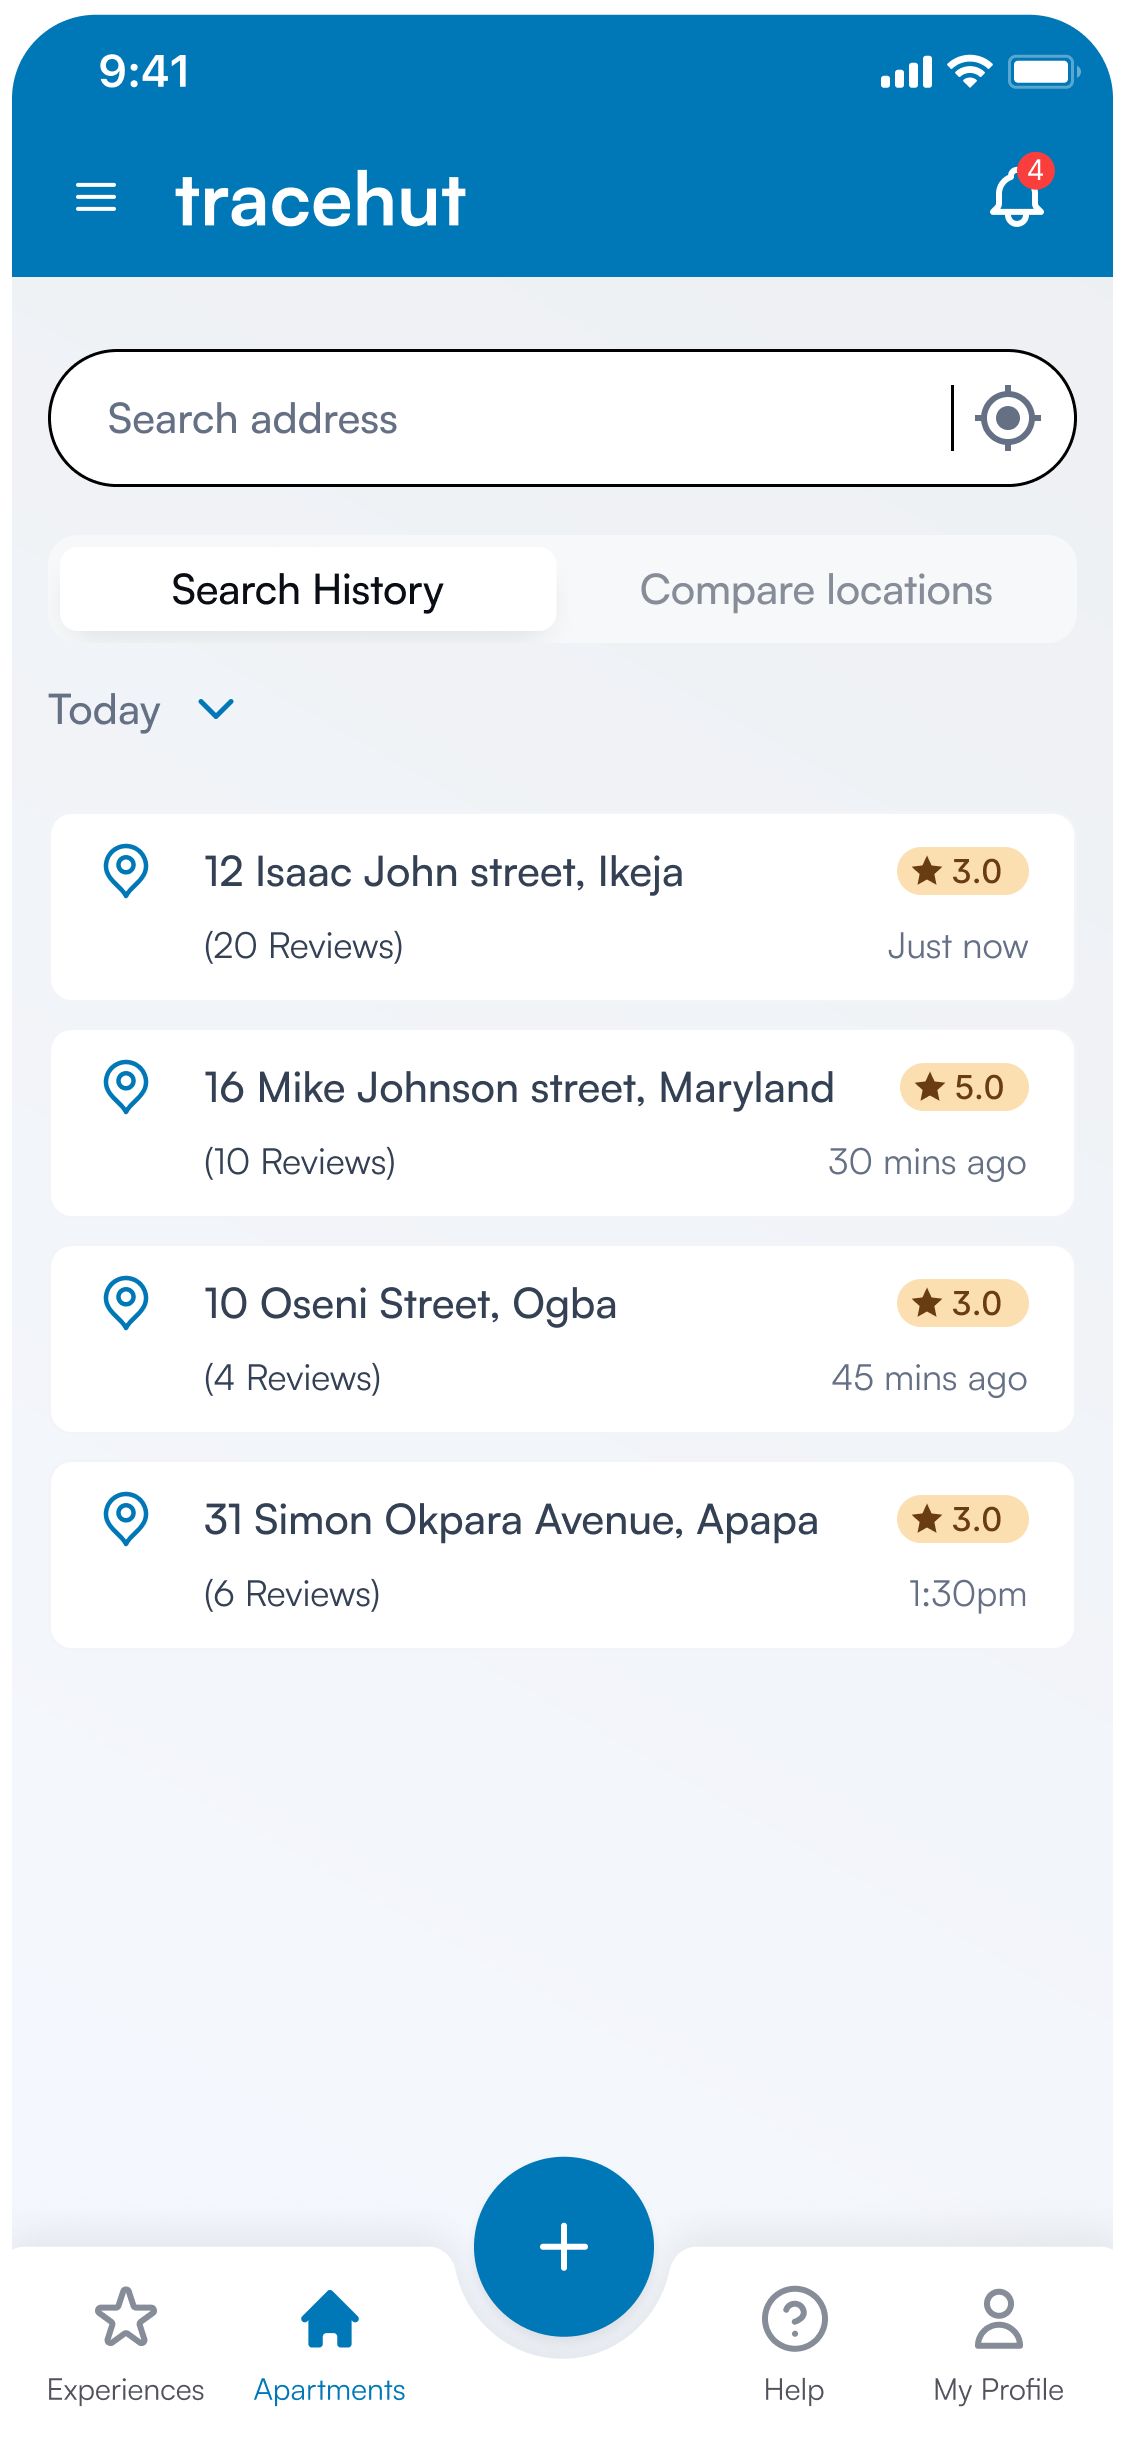 9:41
tracehut
4
Search address
Search History
Compare locations
Today
12 Isaac John street, Ikeja
3.0
(20 Reviews)
Just now
16 Mike Johnson street, Maryland
5.0
(10 Reviews)
30 mins ago
10 Oseni Street, Ogba
3.0
(4 Reviews)
45 mins ago
31 Simon Okpara Avenue, Apapa
3.0
(6 Reviews)
1:30pm
Experiences
Apartments
Help
My Profile